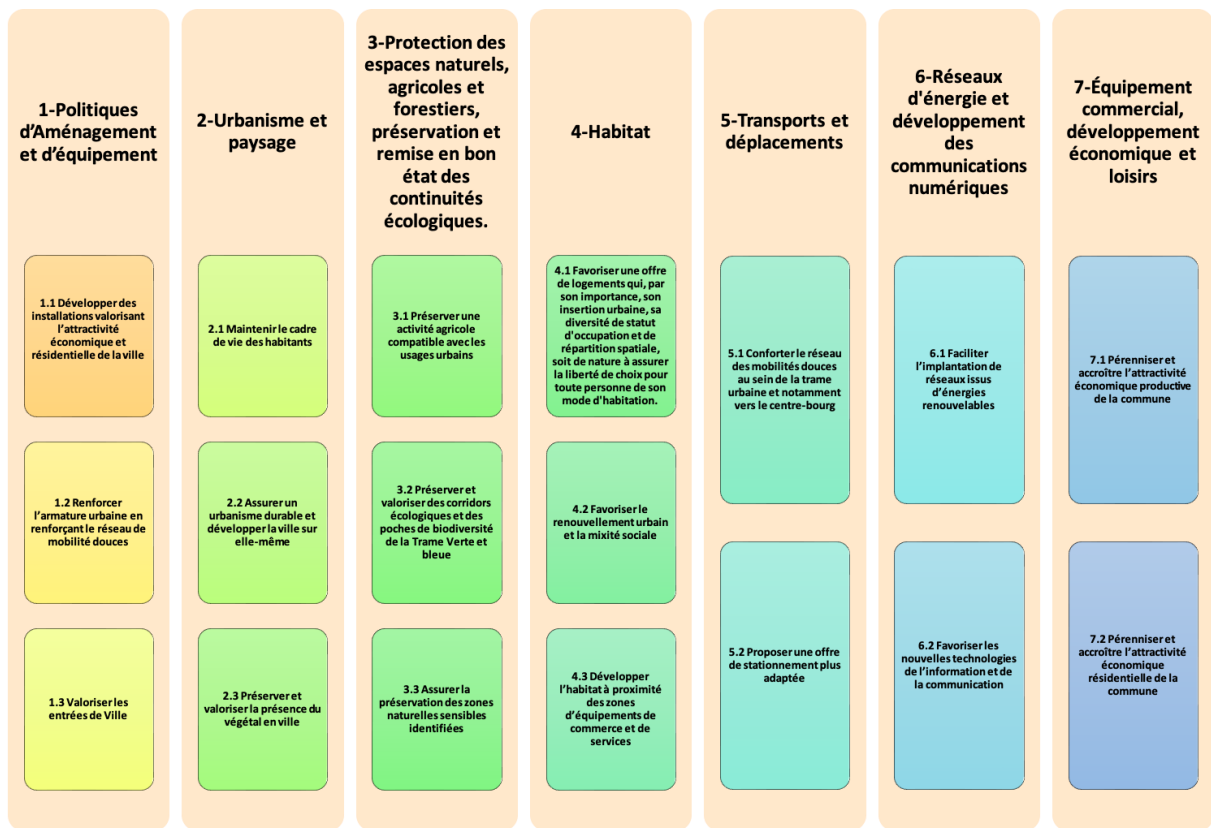 1-Politiques
d’Aménagement
et d’équipement
1.1 Développer des
installations valorisant
l’attractivité
économique et
résidentielle de la ville
1.2 Renforcer
l’armature urbaine en
renforçant le réseau de
mobilité douces
1.3 Valoriser les
entrées de Ville
2-Urbanisme et
paysage
2.1 Maintenir le cadre
de vie des habitants
2.2 Assurer un
urbanisme durable et
développer la ville sur
elle-même
2.3 Préserver et
valoriser la présence du
végétal en ville
3-Protection des
espaces naturels,
agricoles et
forestiers,
préservation et
remise en bon
état des
continuités
écologiques.
3.1 Préserver une
activité agricole
compatible avec les
usages urbains
3.2 Préserver et
valoriser des corridors
écologiques et des
poches de biodiversité
de la Trame Verte et
bleue
3.3 Assurer la
préservation des zones
naturelles sensibles
identifiées
4-Habitat
4.1 Favoriser une offre
de logements qui, par
son importance, son
insertion urbaine, sa
diversité de statut
d'occupation et de
répartition spatiale,
soit de nature à assurer
la liberté de choix pour
toute personne de son
mode d'habitation.
4.2 Favoriser le
renouvellement urbain
et la mixité sociale
4.3 Développer
l’habitat à proximité
des zones
d’équipements de
commerce et de
services
5-Transports et
déplacements
5.1 Conforter le réseau
des mobilités douces
au sein de la trame
urbaine et notamment
vers le centre-bourg
5.2 Proposer une offre
de stationnement plus
adaptée
6-Réseaux
d'énergie et
développement
des
communications
numériques
6.1 Faciliter
l’implantation de
réseaux issus
d’énergies
renouvelables
6.2 Favoriser les
nouvelles technologies
de l’information et de
la communication
7-Équipement
commercial,
développement
économique et
loisirs
7.1 Pérenniser et
accroître l’attractivité
économique productive
de la commune
7.2 Pérenniser et
accroître l’attractivité
économique
résidentielle de la
commune